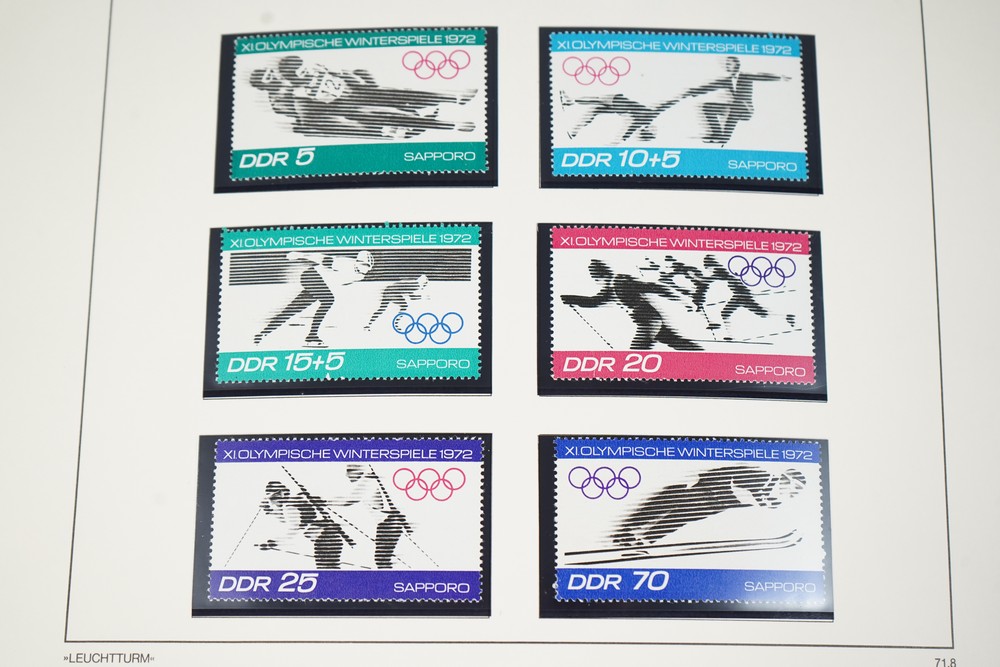 XI. OLYMPISCHE WINTERSPIELE 1972
DDR 5 SAPPORO
XI. OLYMPISCHE WINTERSPIELE 1972
DDR 10+5 SAPPORO
XI. OLYMPISCHE WINTERSPIELE 1972
DDR 15+5 SAPPORO
XI. OLYMPISCHE WINTERSPIELE 1972
DDR 20 SAPPORO
XI. OLYMPISCHE WINTERSPIELE 1972
DDR 25 SAPPORO
XI. OLYMPISCHE WINTERSPIELE 1972
DDR 70 SAPPORO
»LEUCHTTURM«
71.8